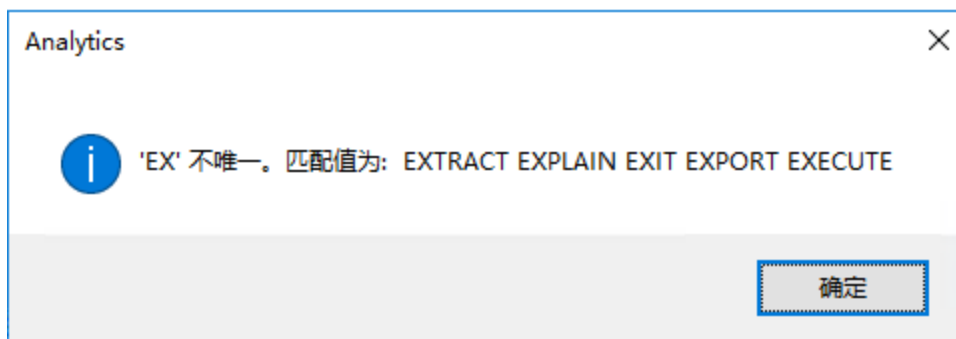 Analytics
'EX' 不唯一。匹配值为: EXTRACT EXPLAIN EXIT EXPORT EXECUTE
确定